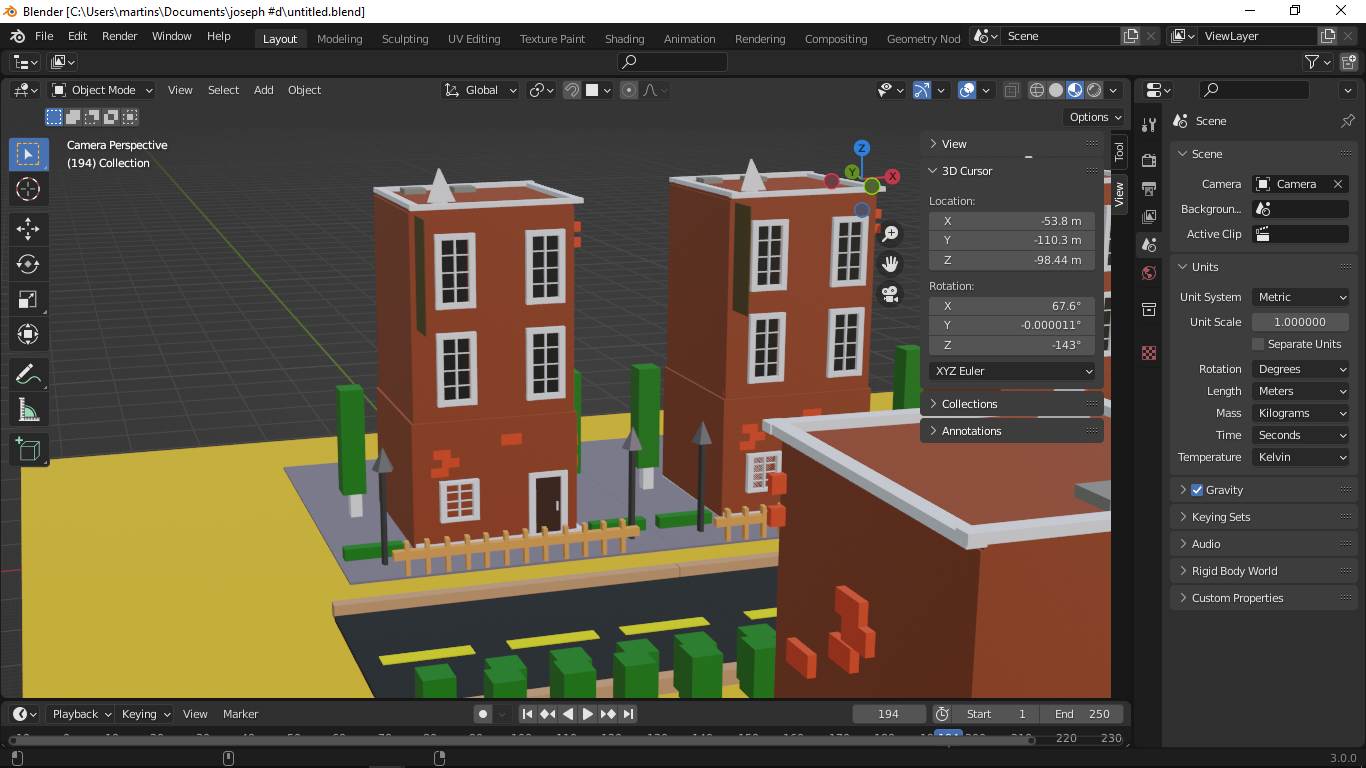 Blender [C:\Users\martins\Documents\joseph #d\untitled.blend]
File Edit Render Window Help Layout Modeling Sculpting UV Editing Texture Paint Shading Animation Rendering Compositing Geometry Nod Scene ViewLayer
Object Mode View Select Add Object Global
Options
Camera Perspective
(194) Collection
Z
Y
X
View
3D Cursor
Location:
X -53.8 m
Y -110.3 m
Z -98.44 m
Rotation:
X 67.6°
Y -0.000011°
Z -143°
XYZ Euler
Collections
Annotations
Tool
View
Scene
Scene
Camera Camera
Backgroun...
Active Clip
Units
Unit System Metric
Unit Scale 1.000000
Separate Units
Rotation Degrees
Length Meters
Mass Kilograms
Time Seconds
Temperature Kelvin
Gravity
Keying Sets
Audio
Rigid Body World
Custom Properties
Playback Keying View Marker 194 Start 1 End 250
220 230
3.0.0